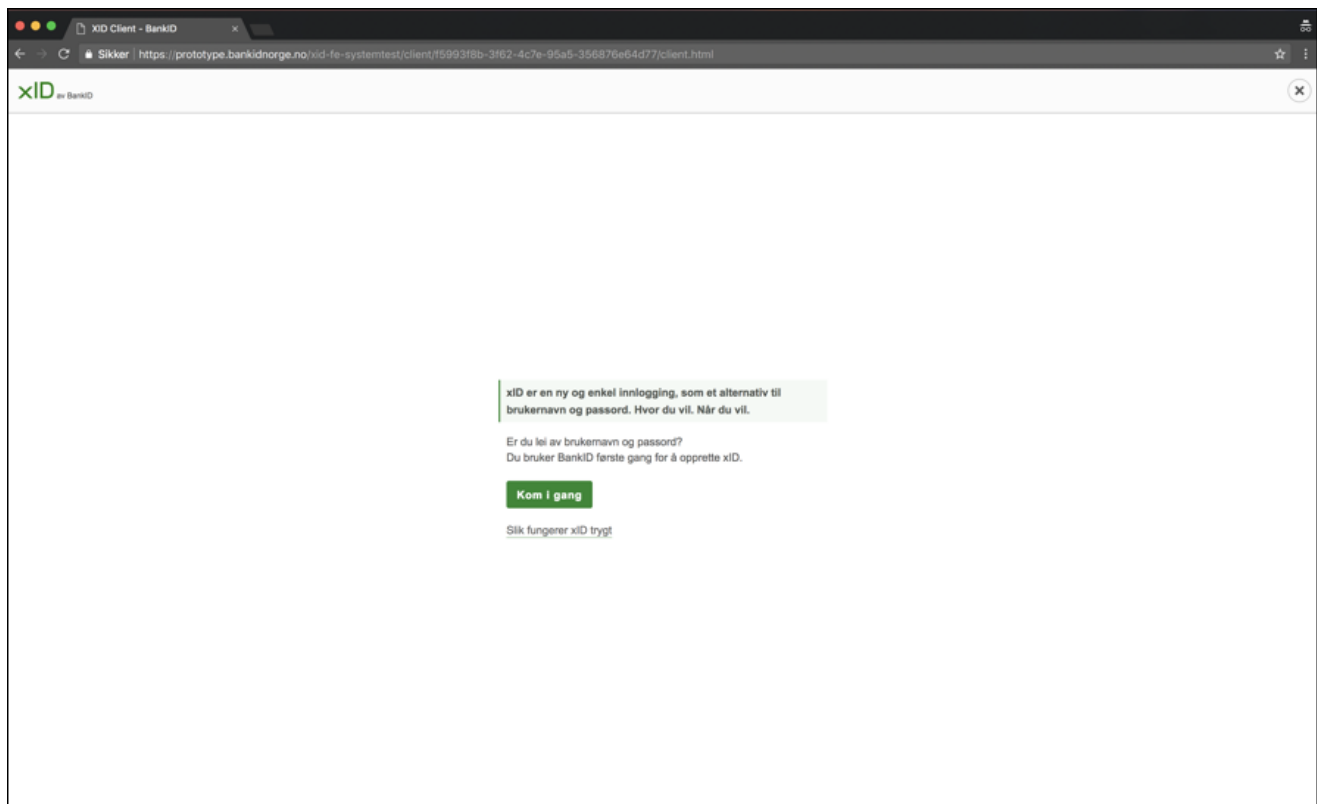 XID Client - BankID
Sikker https://prototype.bankidnorge.no/xid-fe-systemtest/client/f5993f8b-3f62-4c7e-95a5-356876e64d77/client.html
xID av BankID
xID er en ny og enkel innlogging, som et alternativ til
brukernavn og passord. Hvor du vil. Når du vil.
Er du lei av brukernavn og passord?
Du bruker BankID første gang for å opprette xID.
Kom i gang
Slik fungerer xID trygt